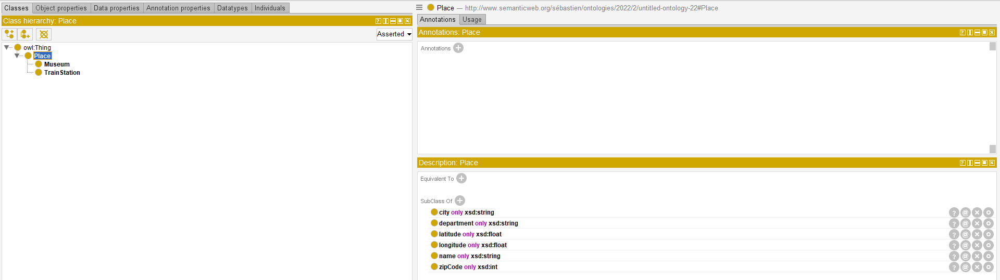 Classes Object properties Data properties Annotation properties Datatypes Individuals
Class hierarchy: Place
Asserted
owl:Thing
Place
Museum
TrainStation
Place — http://www.semanticweb.org/sébastien/ontologies/2022/2/untitled-ontology-22#Place
Annotations Usage
Annotations: Place
Annotations
Description: Place
Equivalent To
SubClass Of
city only xsd:string
department only xsd:string
latitude only xsd:float
longitude only xsd:float
name only xsd:string
zipCode only xsd:int